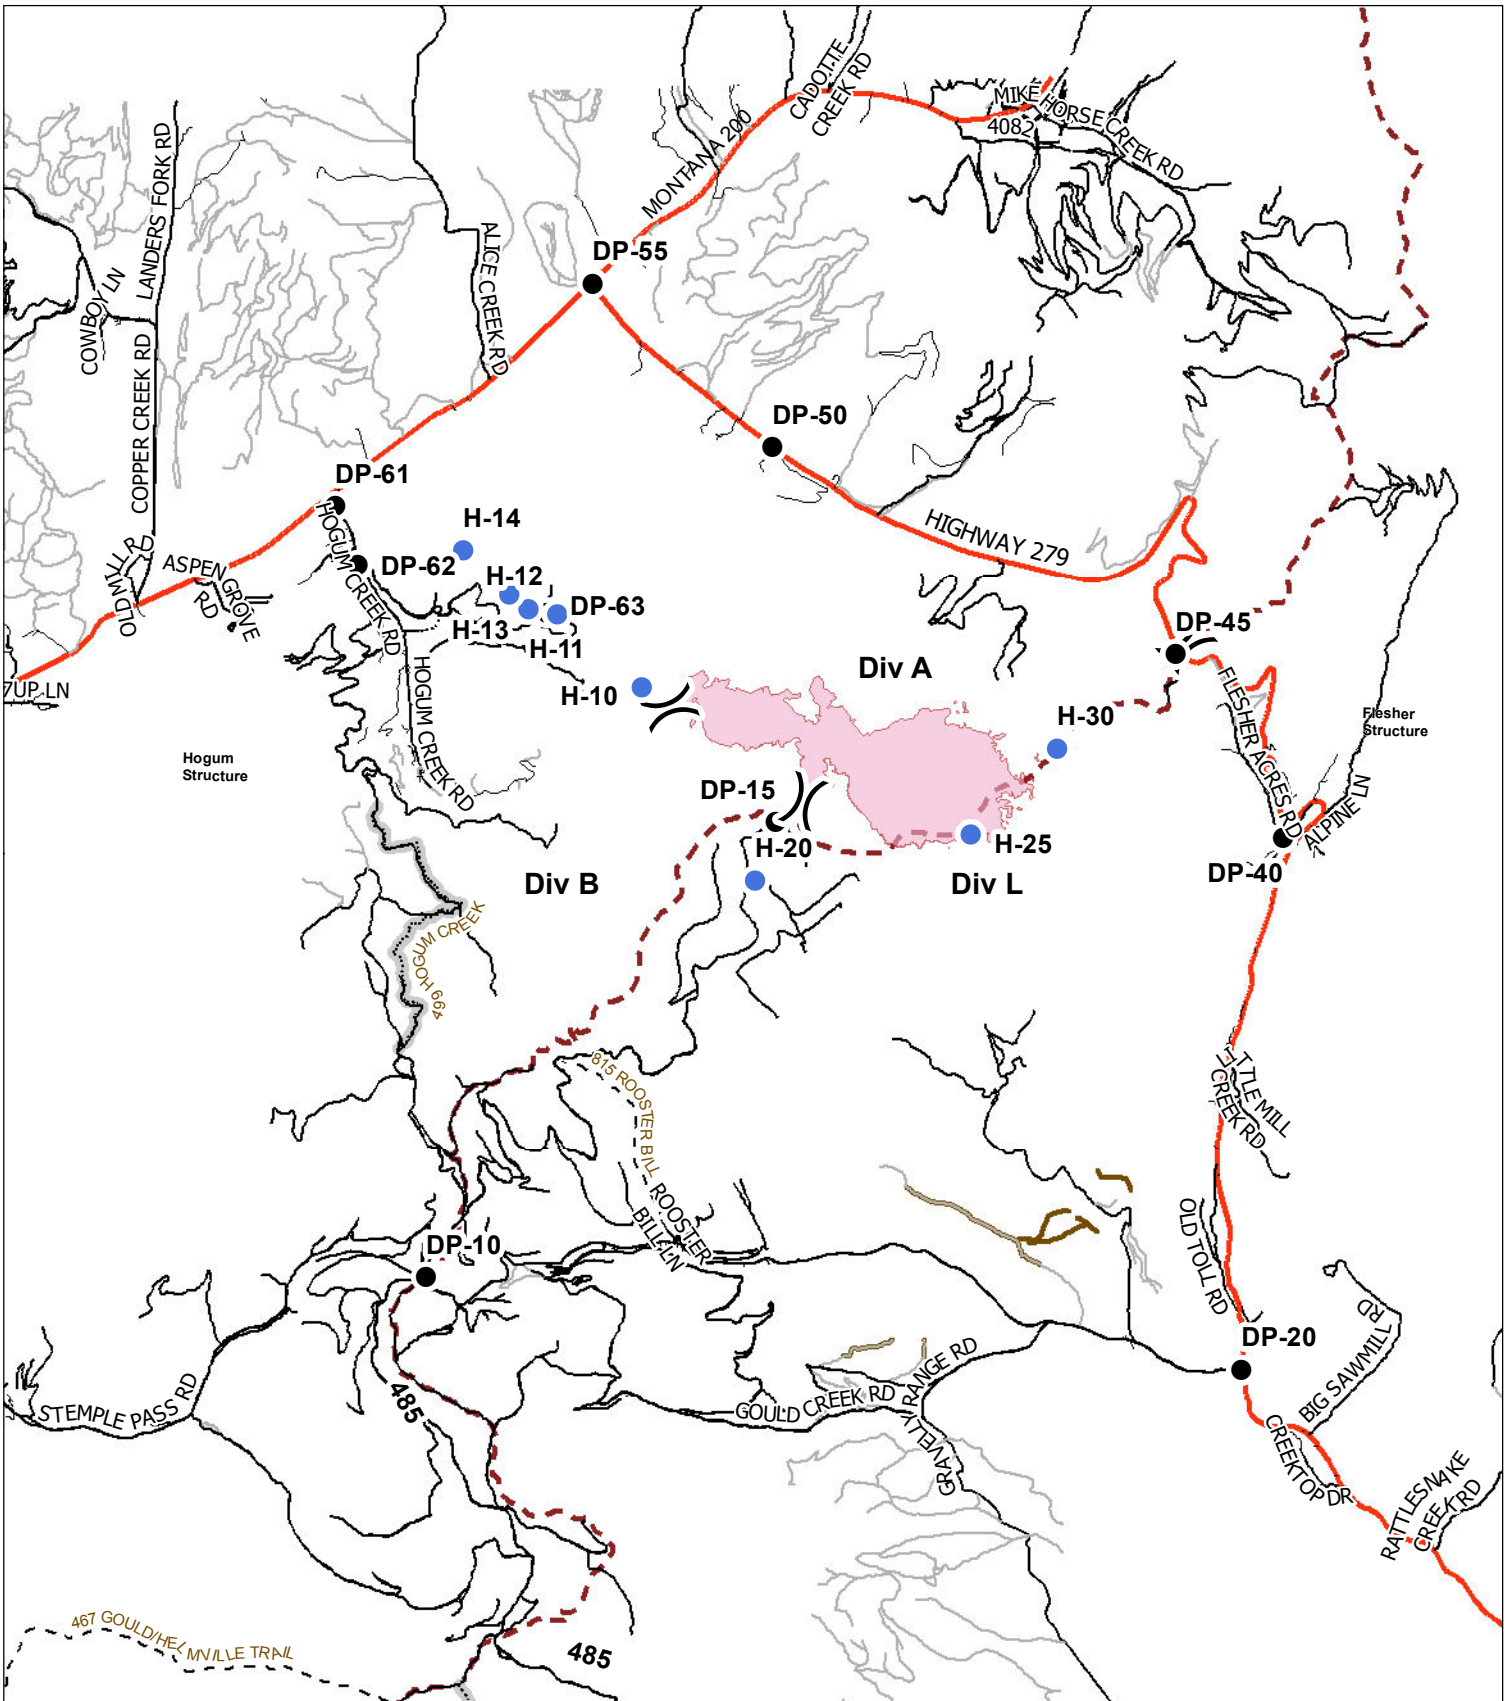 CADOTTE
CREEK RD
MIKE HORSE CREEK RD
4082
MONTANA 200
LANDERS FORK RD
ALICE CREEK RD
DP-55
COWBOY LN
COPPER CREEK RD
DP-50
DP-61
H-14
HIGHWAY 279
HOGUM CREEK RD
OLD MILL RD
ASPEN GROVE
RD
DP-62
H-12
DP-63
H-13
H-11
DP-45
7UP LN
HOGUM CREEK RD
H-10
Div A
H-30
FLESHER ACRES RD
Flesher
Structure
Hogum
Structure
DP-15
H-20
H-25
ALPINE LN
DP-40
Div B
Div L
499 HOGUM CREEK
815 ROOSTER BILL
LITTLE MILL
CREEK RD
ROOSTER
BILL LN
OLD TOLL RD
DP-10
DP-20
BIG SAWMILL
RD
485
STEMPLE PASS RD
GOULD CREEK RD
GRAVELLY RANGE RD
CREEKTOP DR
RATTLESNAKE
CREEK RD
467 GOULD/HELMVILLE TRAIL
485